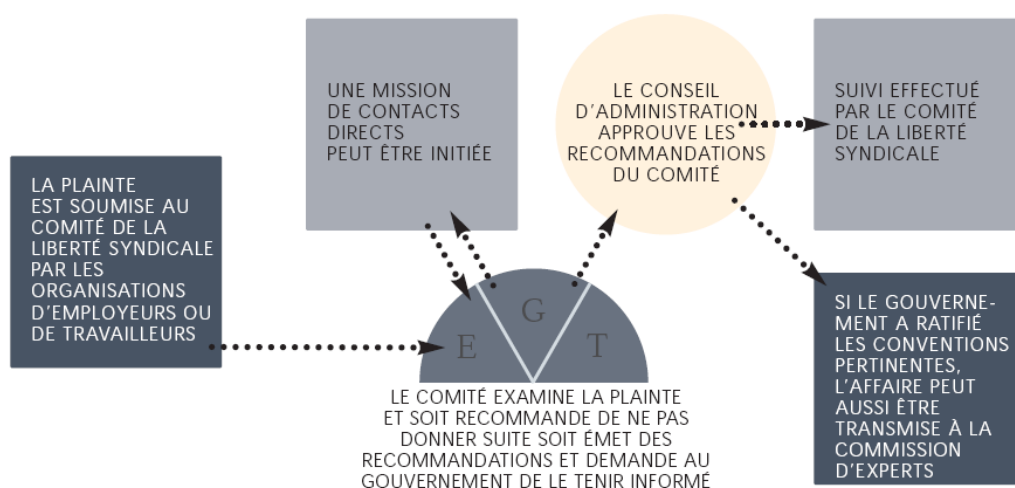 LA PLAINTE
EST SOUMISE AU
COMITÉ DE LA
LIBERTÉ SYNDICALE
PAR LES
ORGANISATIONS
D'EMPLOYEURS OU
DE TRAVAILLEURS
UNE MISSION
DE CONTACTS
DIRECTS
PEUT ÊTRE INITIÉE
E
G
T
LE COMITÉ EXAMINE LA PLAINTE
ET SOIT RECOMMANDE DE NE PAS
DONNER SUITE SOIT ÉMET DES
RECOMMANDATIONS ET DEMANDE AU
GOUVERNEMENT DE LE TENIR INFORMÉ
LE CONSEIL
D'ADMINISTRATION
APPROUVE LES
RECOMMANDATIONS
DU COMITÉ
SUIVI EFFECTUÉ
PAR LE COMITÉ
DE LA LIBERTÉ
SYNDICALE
SI LE GOUVERNE-
MENT A RATIFIÉ
LES CONVENTIONS
PERTINENTES,
L'AFFAIRE PEUT
AUSSI ÊTRE
TRANSMISE À LA
COMMISSION
D'EXPERTS